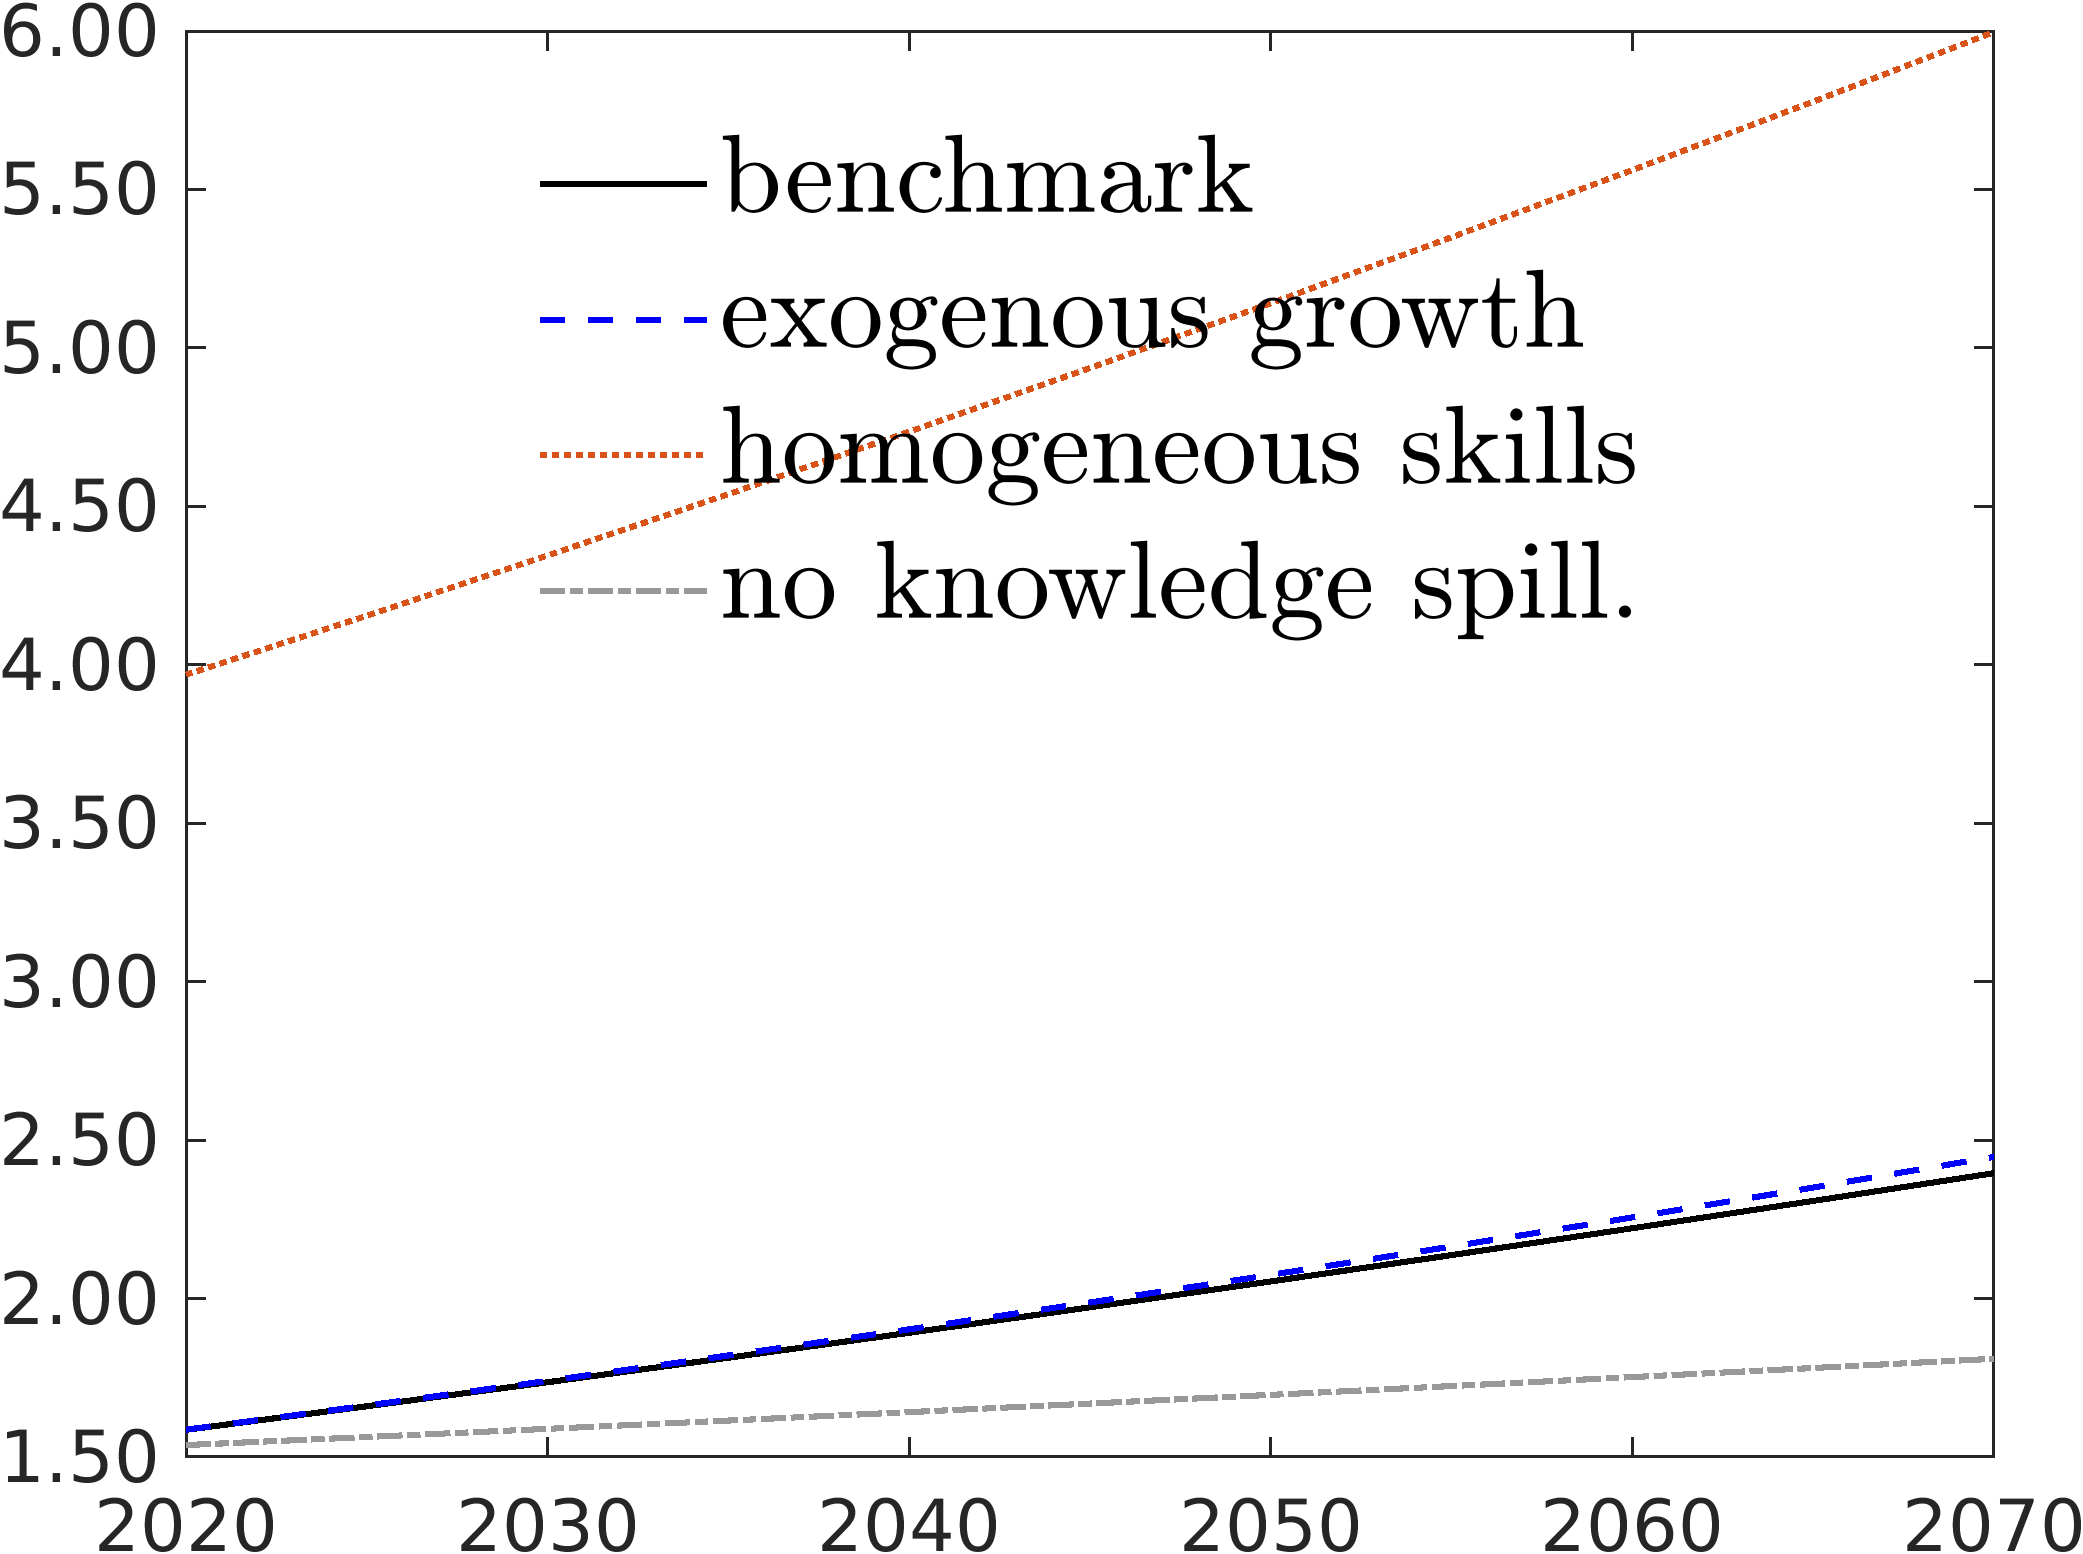 6.00
5.50
5.00
4.50
4.00
3.50
3.00
2.50
2.00
1.50
benchmark
exogenous growth
homogeneous skills
no knowledge spill.
2020 2030 2040 2050 2060 2070